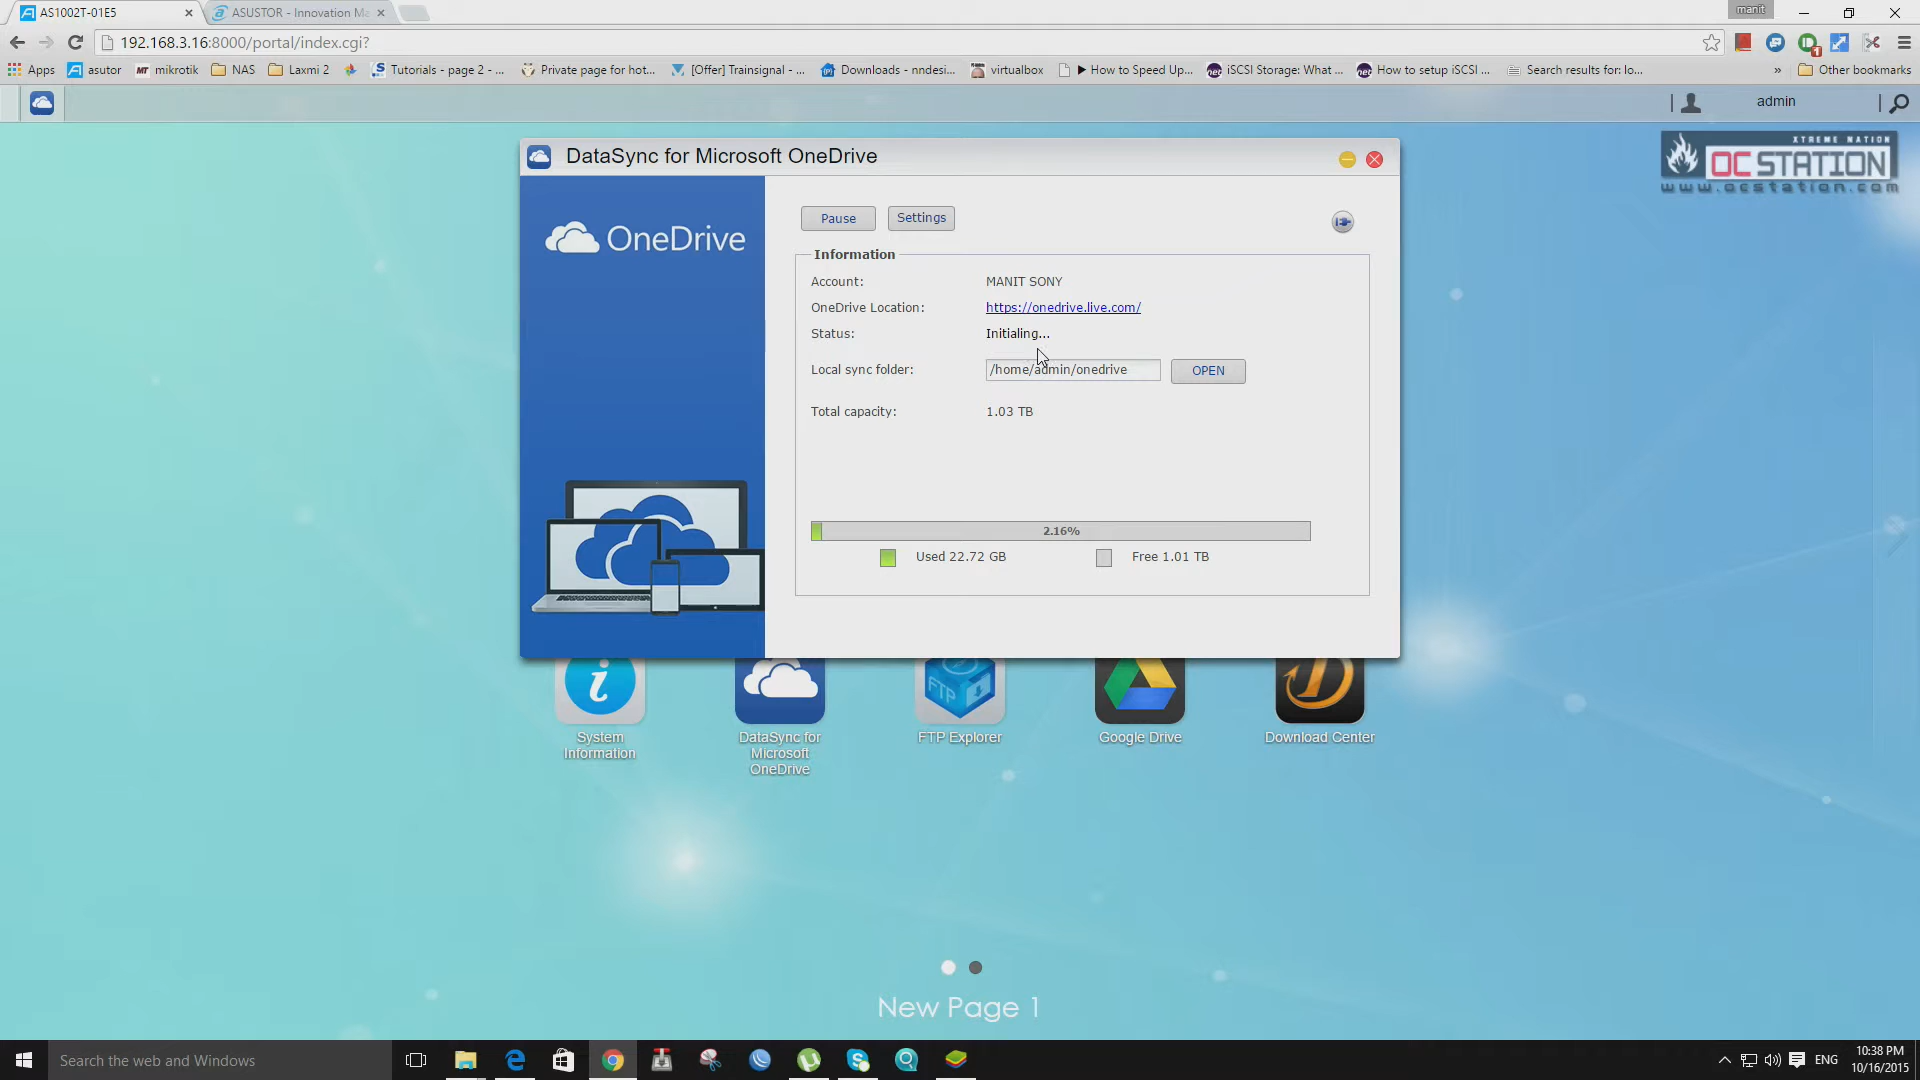 AS1002T-01E5
ASUSTOR - Innovation Ma
manit
192.168.3.16:8000/portal/index.cgi?
Apps
asutor
mikrotik
NAS
Laxmi 2
Tutorials - page 2 - ...
Private page for hot...
[Offer] Trainsignal - ...
Downloads - nndesi...
virtualbox
▶ How to Speed Up...
iSCSI Storage: What ...
How to setup iSCSI ...
Search results for: lo...
»
Other bookmarks
admin
XTREME NATION
OC STATION
www.ocstation.com
DataSync for Microsoft OneDrive
OneDrive
Pause
Settings
Information
Account: MANIT SONY
OneDrive Location: https://onedrive.live.com/
Status: Initialing...
Local sync folder: /home/admin/onedrive OPEN
Total capacity: 1.03 TB
2.16%
Used 22.72 GB
Free 1.01 TB
System
Information
DataSync for
Microsoft
OneDrive
FTP
FTP Explorer
Google Drive
Download Center
New Page 1
Search the web and Windows
ENG
10:38 PM
10/16/2015